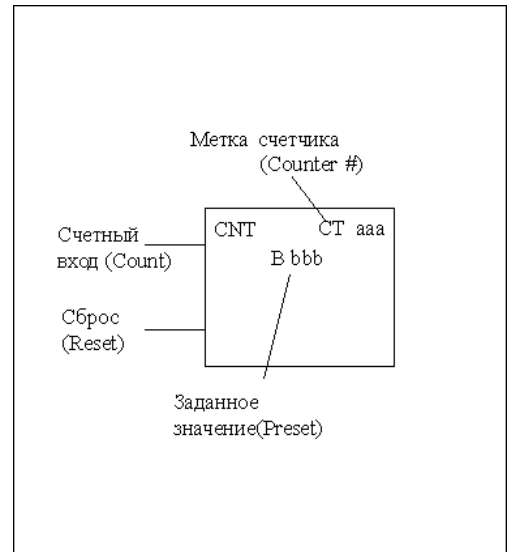 Метка счетчика
(Counter #)
Счетный
вход (Count)
CNT
CT aaa
B bbb
Сброс
(Reset)
Заданное
значение(Preset)